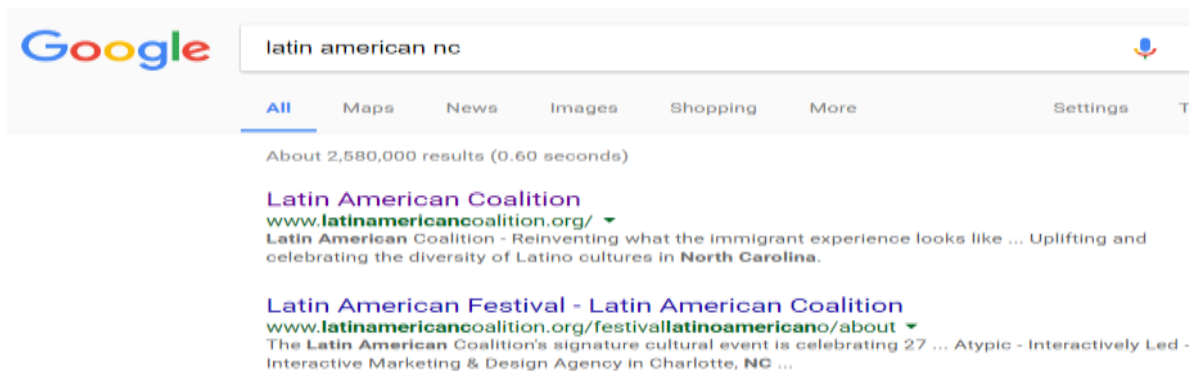 Google latin american nc
All Maps News Images Shopping More Settings T
About 2,580,000 results (0.60 seconds)
Latin American Coalition
www.latinamericancoalition.org/
Latin American Coalition - Reinventing what the immigrant experience looks like ... Uplifting and
celebrating the diversity of Latino cultures in North Carolina.
Latin American Festival - Latin American Coalition
www.latinamericancoalition.org/festivallatinoamericano/about
The Latin American Coalition's signature cultural event is celebrating 27 ... Atypic - Interactively Led -
Interactive Marketing & Design Agency in Charlotte, NC ...